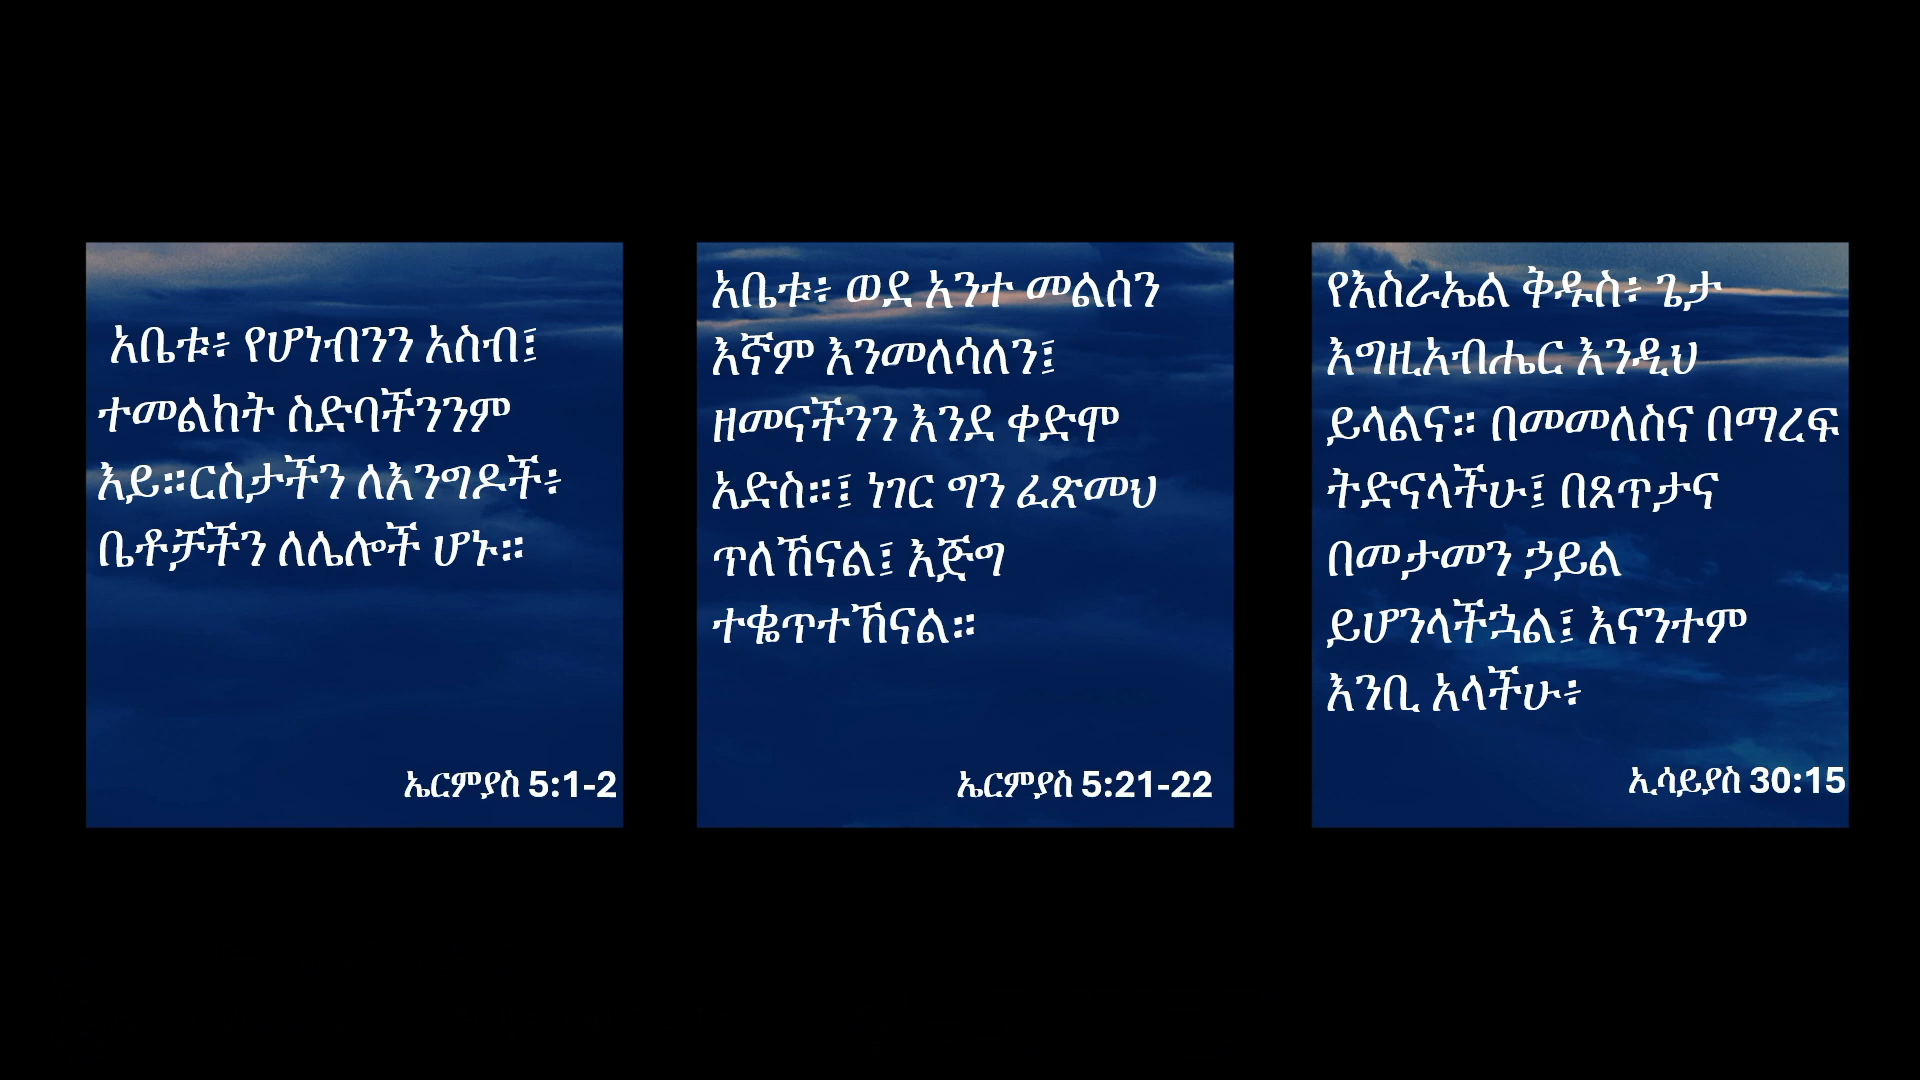 አቤቱ፥ የሆነብንን አስብ፤
ተመልከት ስድባችንንም
እይ።ርስታችን ለእንግዶች፥
ቤቶቻችን ለሌሎች ሆኑ።
ኤርምያስ 5:1-2
አቤቱ፥ ወደ አንተ መልሰን
እኛም እንመለሳለን፤
ዘመናችንን እንደ ቀድሞ
አድስ።፤ ነገር ግን ፈጽመህ
ጥለኸናል፤ እጅግ
ተቈጥተኸናል።
ኤርምያስ 5:21-22
የእስራኤል ቅዱስ፥ ጌታ
እግዚአብሔር እንዲህ
ይላልና። በመመለስና በማረፍ
ትድናላችሁ፤ በጸጥታና
በመታመን ኃይል
ይሆንላችኋል፤ እናንተም
እንቢ አላችሁ፥
ኢሳይያስ 30:15